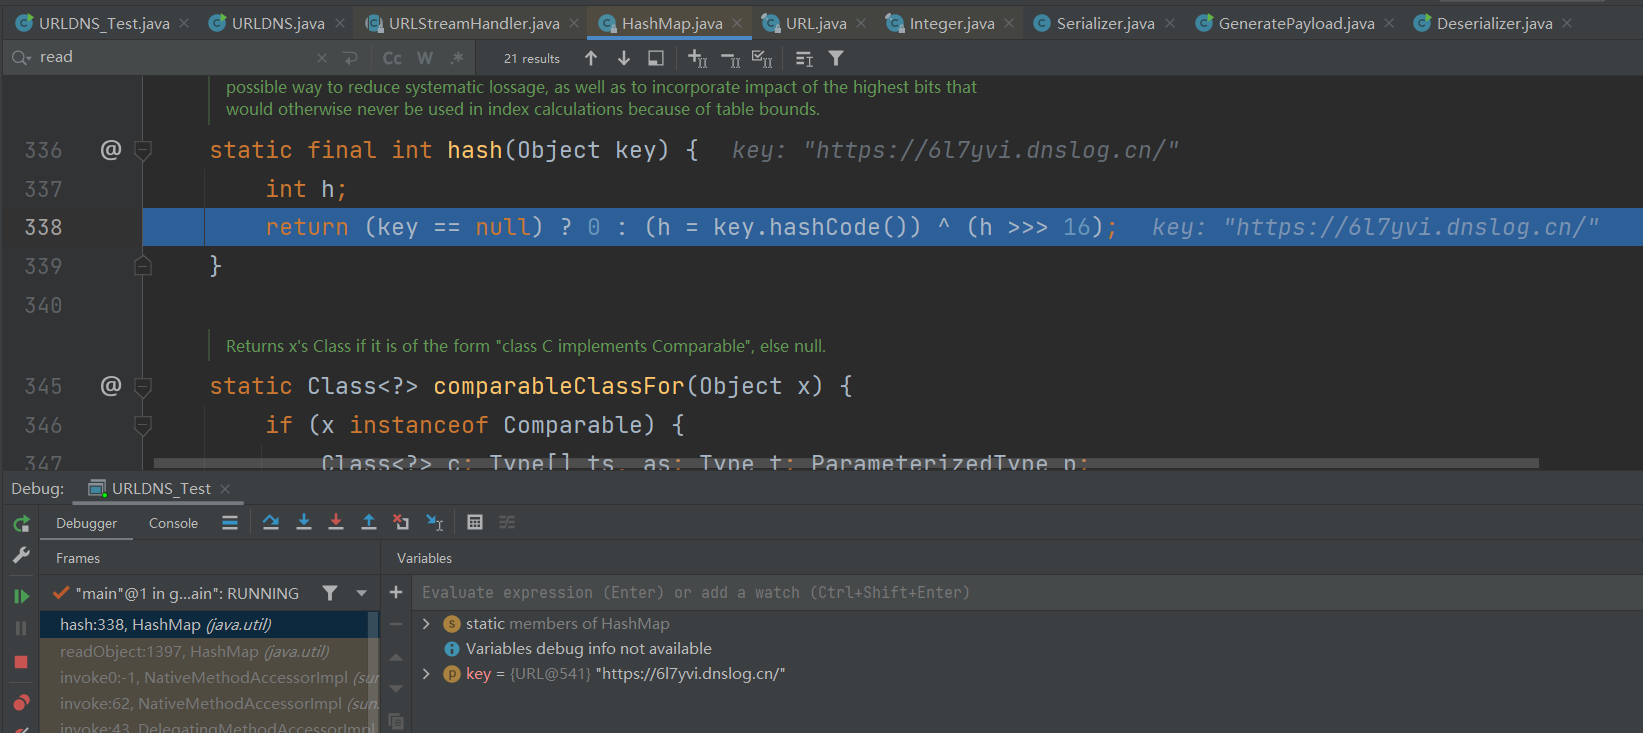 URLDNS_Test.java URLDNS.java URLStreamHandler.java HashMap.java URL.java Integer.java Serializer.java GeneratePayload.java Deserializer.java
read Cc W .* 21 results
possible way to reduce systematic lossage, as well as to incorporate impact of the highest bits that
would otherwise never be used in index calculations because of table bounds.
336 @ static final int hash(Object key) { key: "https://6l7yvi.dnslog.cn/"
337 int h;
338 return (key == null) ? 0 : (h = key.hashCode()) ^ (h >>> 16); key: "https://6l7yvi.dnslog.cn/"
339 }
340
Returns x's Class if it is of the form "class C implements Comparable", else null.
345 @ static Class<?> comparableClassFor(Object x) {
346 if (x instanceof Comparable) {
347 Class<?> c; Type[] ts, as; Type t; ParameterizedType p;
Debug: URLDNS_Test
Debugger Console
Frames Variables
"main"@1 in g...ain": RUNNING Evaluate expression (Enter) or add a watch (Ctrl+Shift+Enter)
hash:338, HashMap (java.util) static members of HashMap
readObject:1397, HashMap (java.util) Variables debug info not available
invoke0:-1, NativeMethodAccessorImpl (sun key = {URL@541} "https://6l7yvi.dnslog.cn/"
invoke:62, NativeMethodAccessorImpl (sun.
invoke:43, DelegatingMethodAccessorImpl